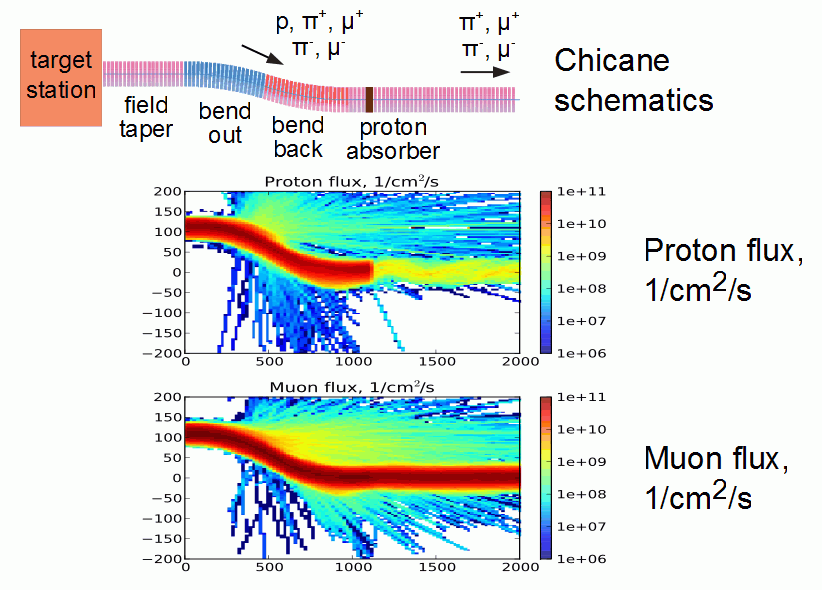 target
station
field
taper
bend
out
p, π⁺, μ⁺
π⁻, μ⁻
bend
back
proton
absorber
π⁺, μ⁺
π⁻, μ⁻
Chicane
schematics
Proton flux, 1/cm²/s
200
150
100
50
0
−50
−100
−150
−200
0
500
1000
1500
2000
1e+11
1e+10
1e+09
1e+08
1e+07
1e+06
Proton flux,
1/cm²/s
Muon flux, 1/cm²/s
200
150
100
50
0
−50
−100
−150
−200
0
500
1000
1500
2000
1e+11
1e+10
1e+09
1e+08
1e+07
1e+06
Muon flux,
1/cm²/s